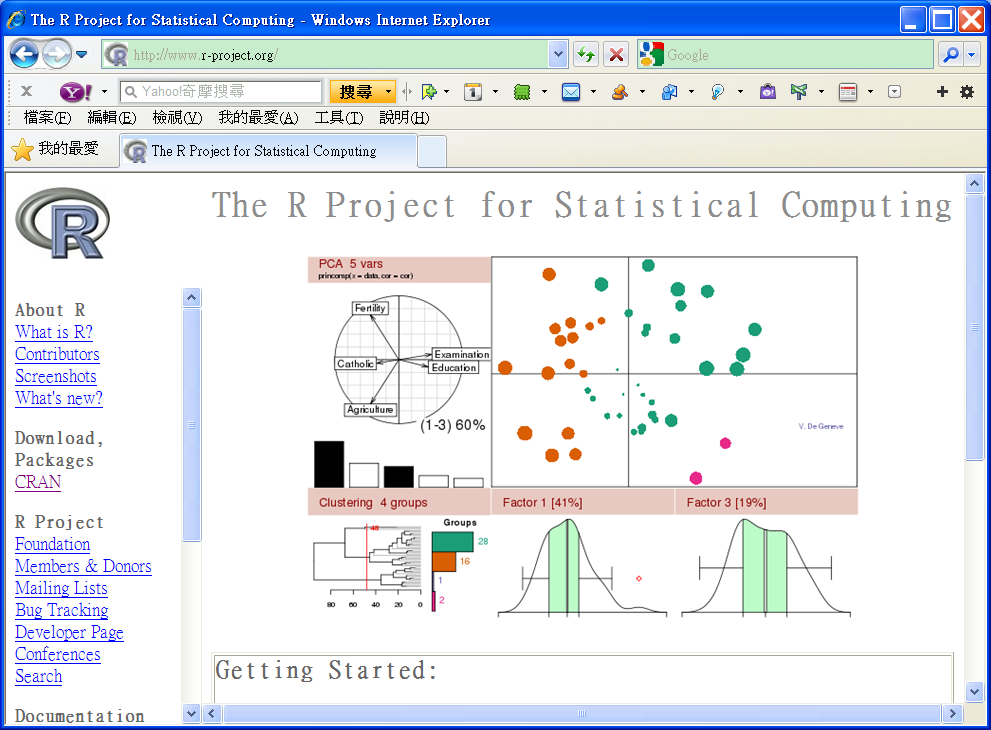 The R Project for Statistical Computing - Windows Internet Explorer
http://www.r-project.org/
Google
Y!
Yahoo!奇摩搜尋
搜尋
檔案(F)
編輯(E)
檢視(V)
我的最愛(A)
工具(T)
說明(H)
我的最愛
The R Project for Statistical Computing
R
About R
What is R?
Contributors
Screenshots
What's new?
Download,
Packages
CRAN
R Project
Foundation
Members & Donors
Mailing Lists
Bug Tracking
Developer Page
Conferences
Search
Documentation
The R Project for Statistical Computing
PCA 5 vars
princomp(x = data, cor = cor)
Fertility
Catholic
Examination
Education
Agriculture
(1-3) 60%
V. De Geneve
Clustering 4 groups
Factor 1 [41%]
Factor 3 [19%]
48
Groups
28
16
1
2
80 60 40 20 0
Getting Started: